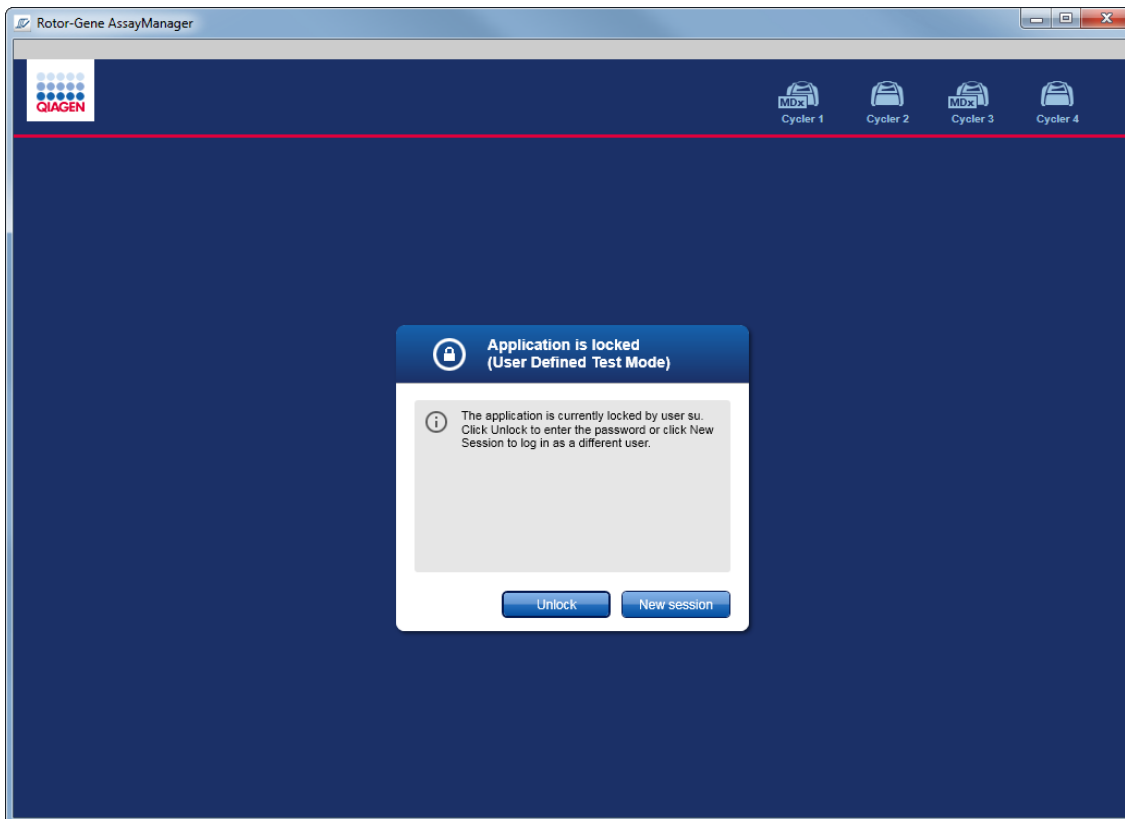 Rotor-Gene AssayManager
QIAGEN
MDx
MDx
Cycler 1
Cycler 2
Cycler 3
Cycler 4
Application is locked
(User Defined Test Mode)
The application is currently locked by user su.
Click Unlock to enter the password or click New
Session to log in as a different user.
Unlock
New session